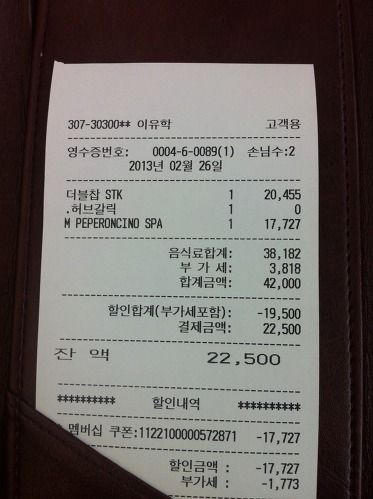 307-30300** 이유학 고객용
영수증번호: 0004-6-0089(1) 손님수:2
2013년 02월 26일
더블찹 STK 1 20,455
.허브갈릭 1 0
M PEPERONCINO SPA 1 17,727
음식료합계: 38,182
부 가 세: 3,818
합계금액: 42,000
할인합계(부가세포함): -19,500
결제금액: 22,500
잔 액 22,500
********** 할인내역 **********
멤버십 쿠폰:1122100000572871 -17,727
할인금액 : -17,727
부가세 : -1,773